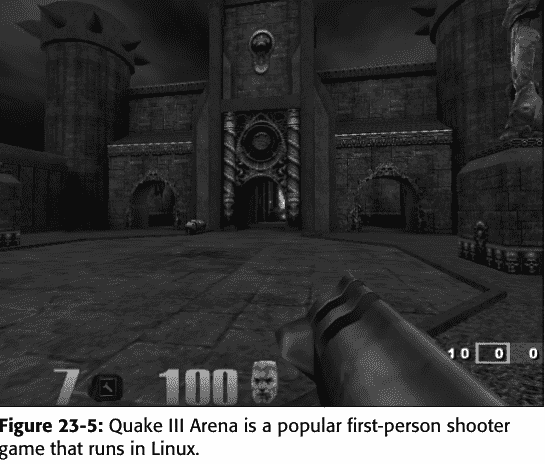 7 100
10 0 0
Figure 23-5: Quake III Arena is a popular first-person shooter
game that runs in Linux.